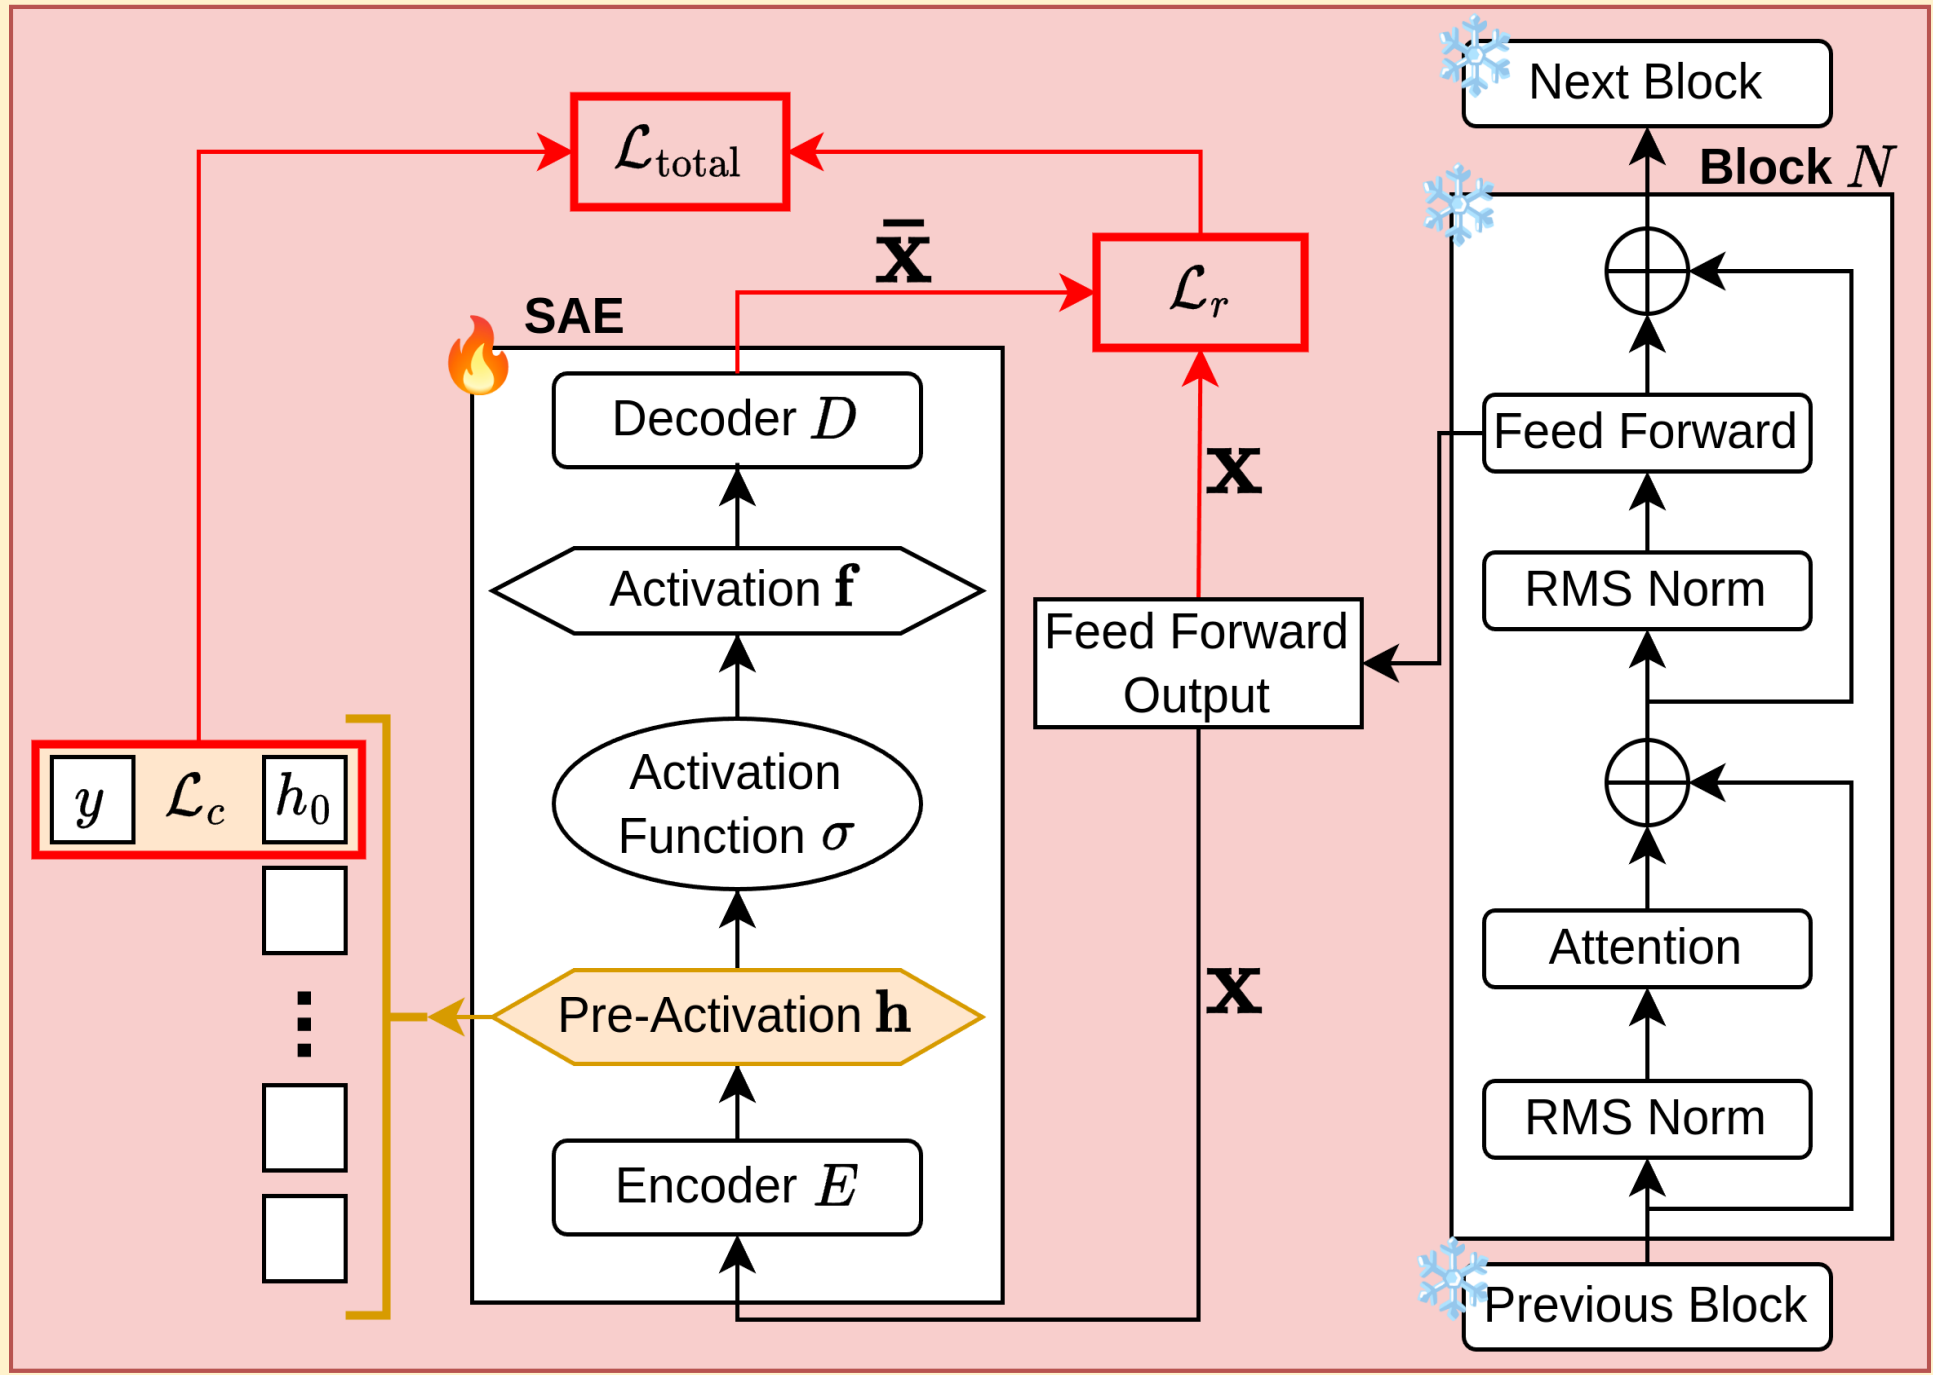 Next Block
Block N
ℒ_total
x̄
ℒ_r
SAE
Decoder D
Feed Forward
x
Activation f
RMS Norm
Feed Forward
Output
Activation
Function σ
y ℒ_c h_0
Attention
x
Pre-Activation h
RMS Norm
Encoder E
Previous Block